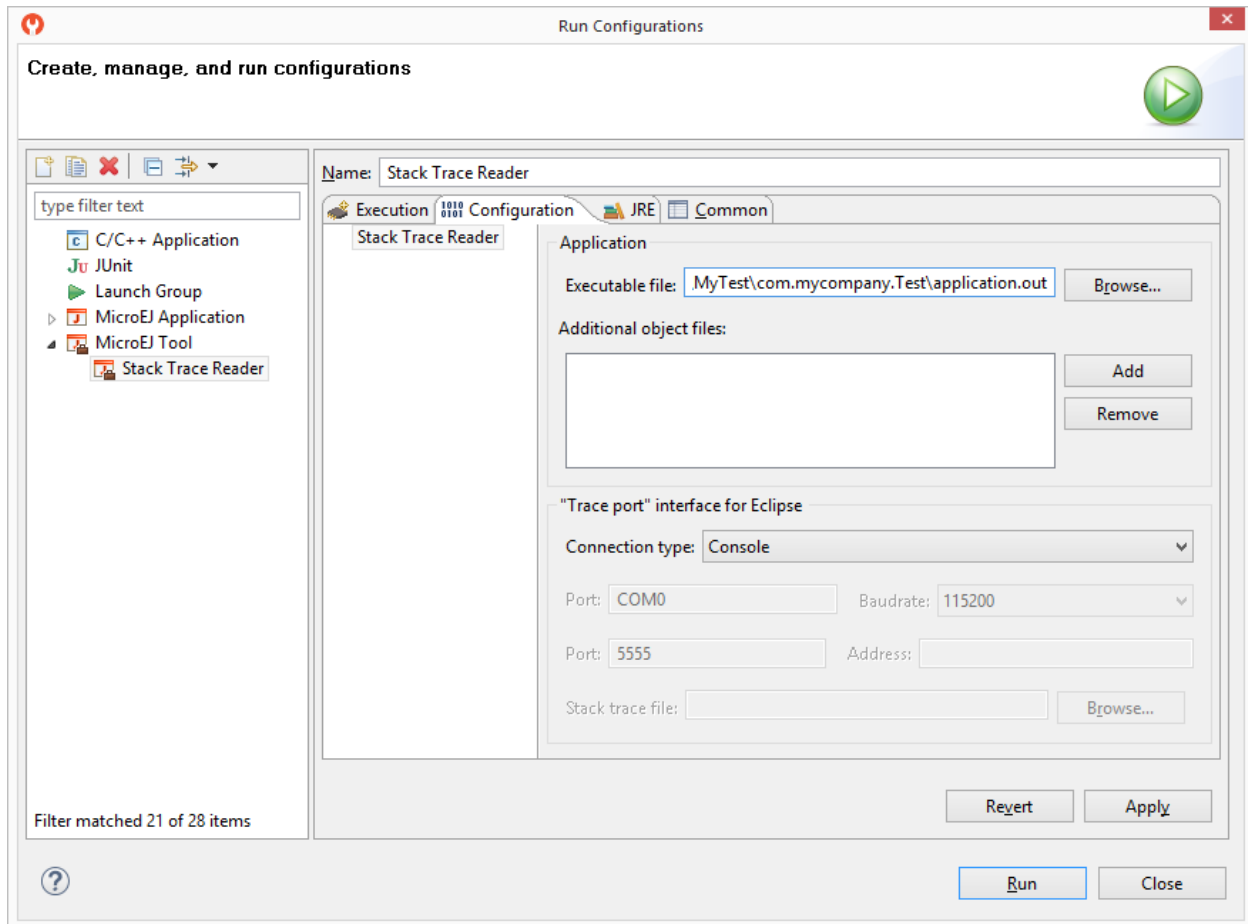 Run Configurations
Create, manage, and run configurations
type filter text
C/C++ Application
JU JUnit
Launch Group
MicroEJ Application
MicroEJ Tool
Stack Trace Reader
Filter matched 21 of 28 items
Name: Stack Trace Reader
Execution Configuration JRE Common
Stack Trace Reader
Application
Executable file: MyTest\com.mycompany.Test\application.out Browse...
Additional object files:
Add
Remove
"Trace port" interface for Eclipse
Connection type: Console
Port: COM0 Baudrate: 115200
Port: 5555 Address:
Stack trace file: Browse...
Revert Apply
Run Close